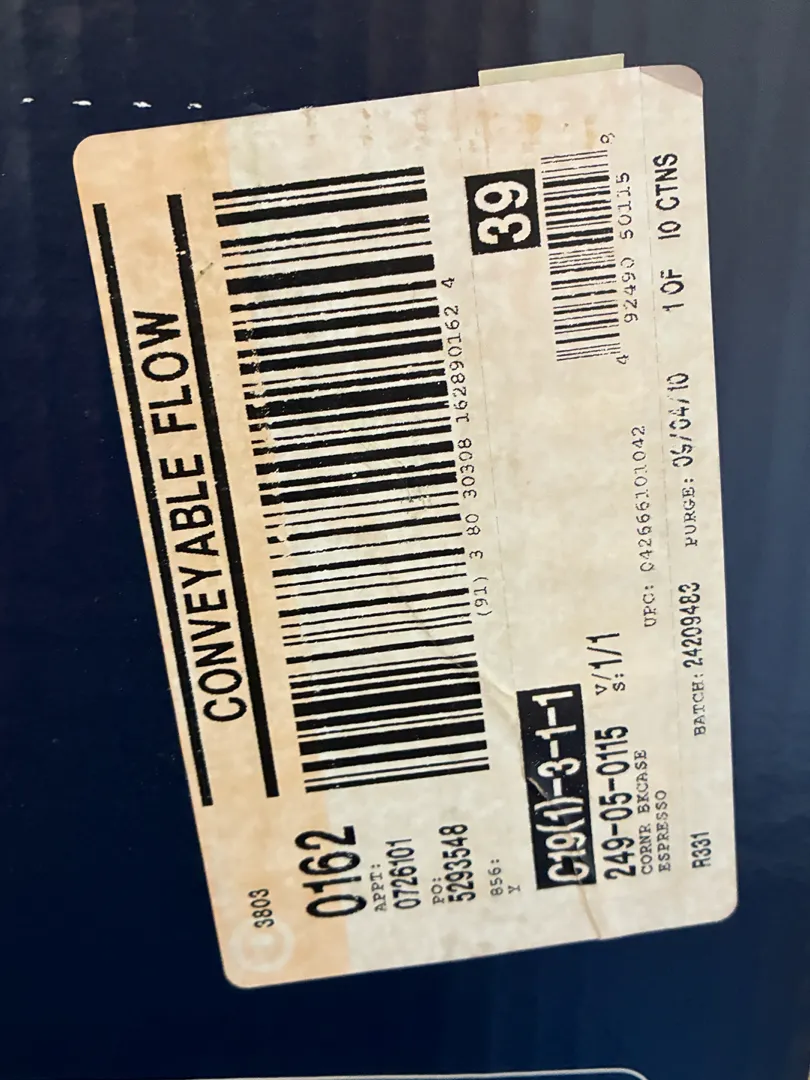 3803
CONVEYABLE FLOW
0162
APPT:
0726101
PO:
5293548
856:
Y
(91) 3 80 30308 162890162 4
39
C19(1)-3-1-1
249-05-0115
V/1/1
S:1/1
CORNR BKCASE
ESPRESSO
UPC: 042666101042
4 92490 50115 8
R331
BATCH: 24209483
PURGE: 06/04/10
1 OF 10 CTNS